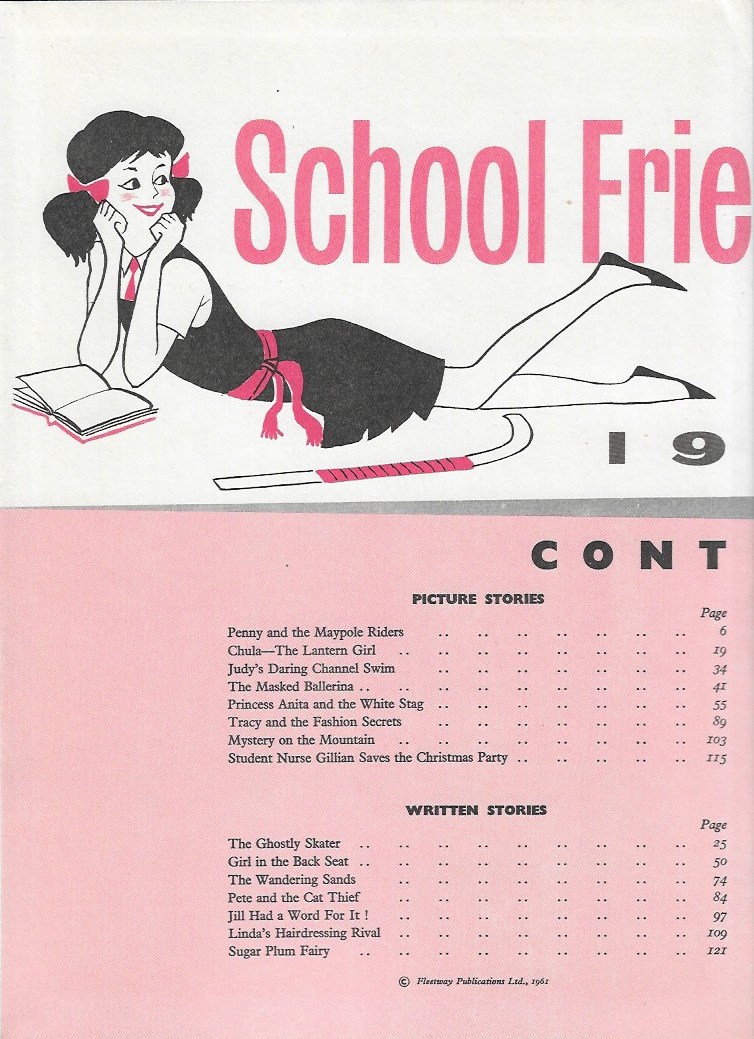 School Frie
19
CONT
PICTURE STORIES
Page
Penny and the Maypole Riders .. .. .. .. .. .. .. 6
Chula—The Lantern Girl .. .. .. .. .. .. .. .. 19
Judy's Daring Channel Swim .. .. .. .. .. .. .. 34
The Masked Ballerina .. .. .. .. .. .. .. .. .. 41
Princess Anita and the White Stag .. .. .. .. .. .. .. 55
Tracy and the Fashion Secrets .. .. .. .. .. .. .. 89
Mystery on the Mountain .. .. .. .. .. .. .. .. 103
Student Nurse Gillian Saves the Christmas Party .. .. .. .. .. 115
WRITTEN STORIES
Page
The Ghostly Skater .. .. .. .. .. .. .. .. .. 25
Girl in the Back Seat .. .. .. .. .. .. .. .. .. 50
The Wandering Sands .. .. .. .. .. .. .. .. 74
Pete and the Cat Thief .. .. .. .. .. .. .. .. 84
Jill Had a Word For It ! .. .. .. .. .. .. .. .. 97
Linda's Hairdressing Rival .. .. .. .. .. .. .. .. 109
Sugar Plum Fairy .. .. .. .. .. .. .. .. .. 121
© Fleetway Publications Ltd., 1961